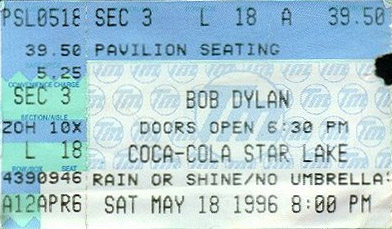 PSL0518 SEC 3 L 18 A 39.50
39.50 PAVILION SEATING
5.25
CONVENIENCE CHARGE
SEC 3 BOB DYLAN
SECTION/AISLE
ZOH 10X DOORS OPEN 6:30 PM
L 18 COCA-COLA STAR LAKE
ROW BOX SEAT
4390946 RAIN OR SHINE/NO UMBRELLA
A12APR6 SAT MAY 18 1996 8:00 PM